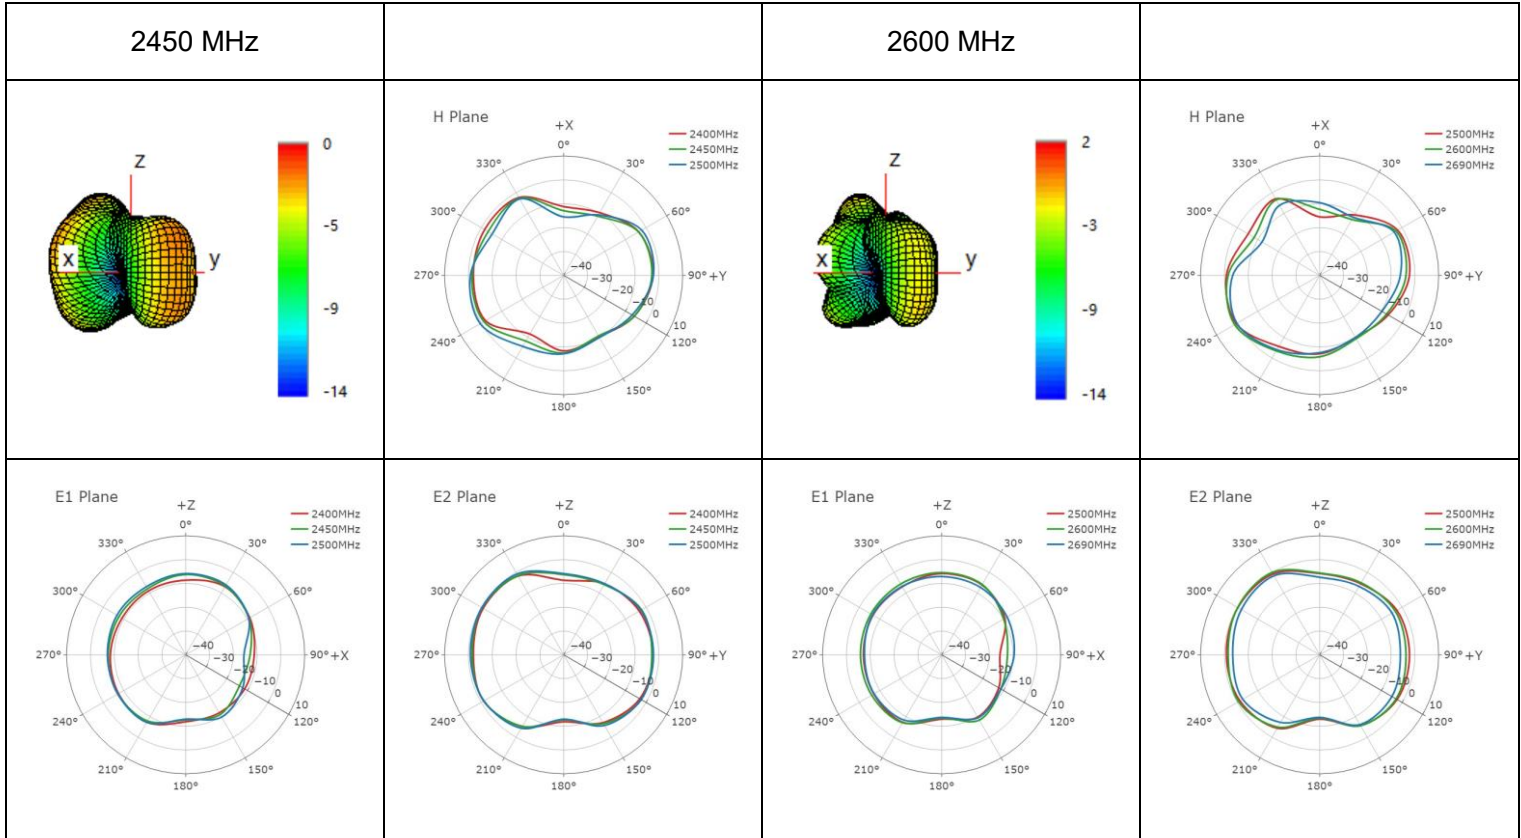 2450 MHz
2600 MHz
z
x
y
0
-5
-9
-14
H Plane
+X
0°
30°
60°
90°+Y
120°
150°
180°
210°
240°
270°
300°
330°
−40
−30
−20
−10
0
10
2400MHz
2450MHz
2500MHz
z
x
y
2
-3
-9
-14
H Plane
+X
0°
30°
60°
90°+Y
120°
150°
180°
210°
240°
270°
300°
330°
−40
−30
−20
−10
0
10
2500MHz
2600MHz
2690MHz
E1 Plane
+Z
0°
30°
60°
90°+X
120°
150°
180°
210°
240°
270°
300°
330°
−40
−30
−20
−10
0
10
2400MHz
2450MHz
2500MHz
E2 Plane
+Z
0°
30°
60°
90°+Y
120°
150°
180°
210°
240°
270°
300°
330°
−40
−30
−20
−10
0
10
2400MHz
2450MHz
2500MHz
E1 Plane
+Z
0°
30°
60°
90°+X
120°
150°
180°
210°
240°
270°
300°
330°
−40
−30
−20
−10
0
10
2500MHz
2600MHz
2690MHz
E2 Plane
+Z
0°
30°
60°
90°+Y
120°
150°
180°
210°
240°
270°
300°
330°
−40
−30
−20
−10
0
10
2500MHz
2600MHz
2690MHz